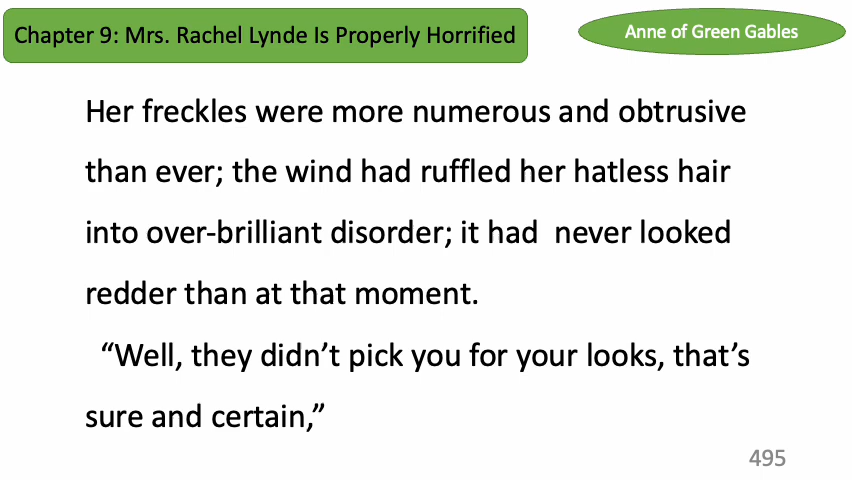 Chapter 9: Mrs. Rachel Lynde Is Properly Horrified
Anne of Green Gables
Her freckles were more numerous and obtrusive
than ever; the wind had ruffled her hatless hair
into over-brilliant disorder; it had  never looked
redder than at that moment.
“Well, they didn’t pick you for your looks, that’s
sure and certain,”
495